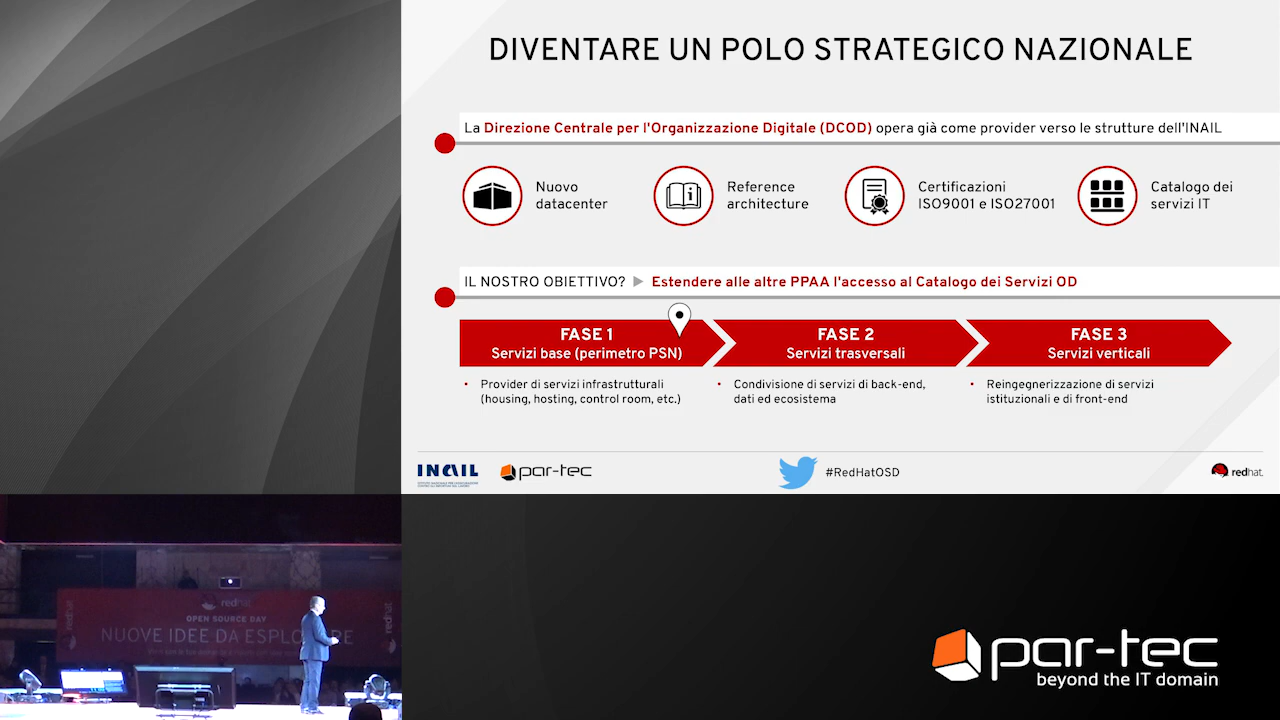 DIVENTARE UN POLO STRATEGICO NAZIONALE
La Direzione Centrale per l'Organizzazione Digitale (DCOD) opera già come provider verso le strutture dell'INAIL
Nuovo
datacenter
Reference
architecture
Certificazioni
ISO9001 e ISO27001
Catalogo dei
servizi IT
IL NOSTRO OBIETTIVO? ▶ Estendere alle altre PPAA l'accesso al Catalogo dei Servizi OD
FASE 1
Servizi base (perimetro PSN)
FASE 2
Servizi trasversali
FASE 3
Servizi verticali
• Provider di servizi infrastrutturali
(housing, hosting, control room, etc.)
• Condivisione di servizi di back-end,
dati ed ecosistema
• Reingegnerizzazione di servizi
istituzionali e di front-end
INAIL
par-tec
#RedHatOSD
redhat.
redhat
redhat
redhat
OPEN SOURCE DAY
NUOVE IDEE DA
par-tec
beyond the IT domain